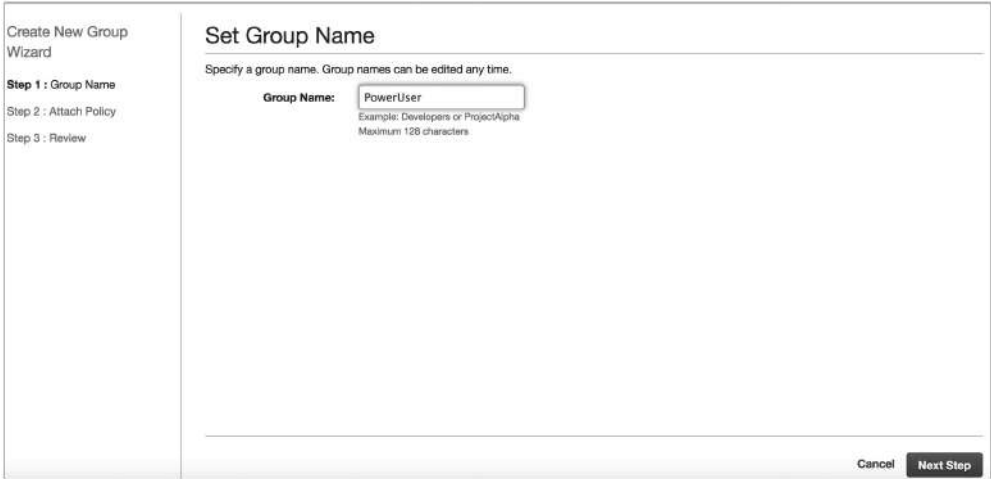 Create New Group
Wizard
Step 1 : Group Name
Step 2 : Attach Policy
Step 3 : Review
Set Group Name
Specify a group name. Group names can be edited any time.
Group Name:
PowerUser
Example: Developers or ProjectAlpha
Maximum 128 characters
Cancel
Next Step